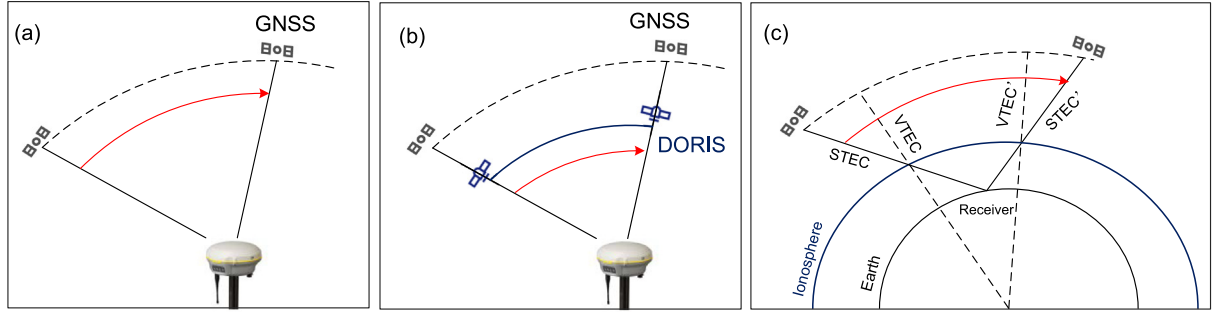 (a)
GNSS
(b)
GNSS
DORIS
(c)
STEC
VTEC
VTEC'
STEC'
Receiver
Ionosphere
Earth